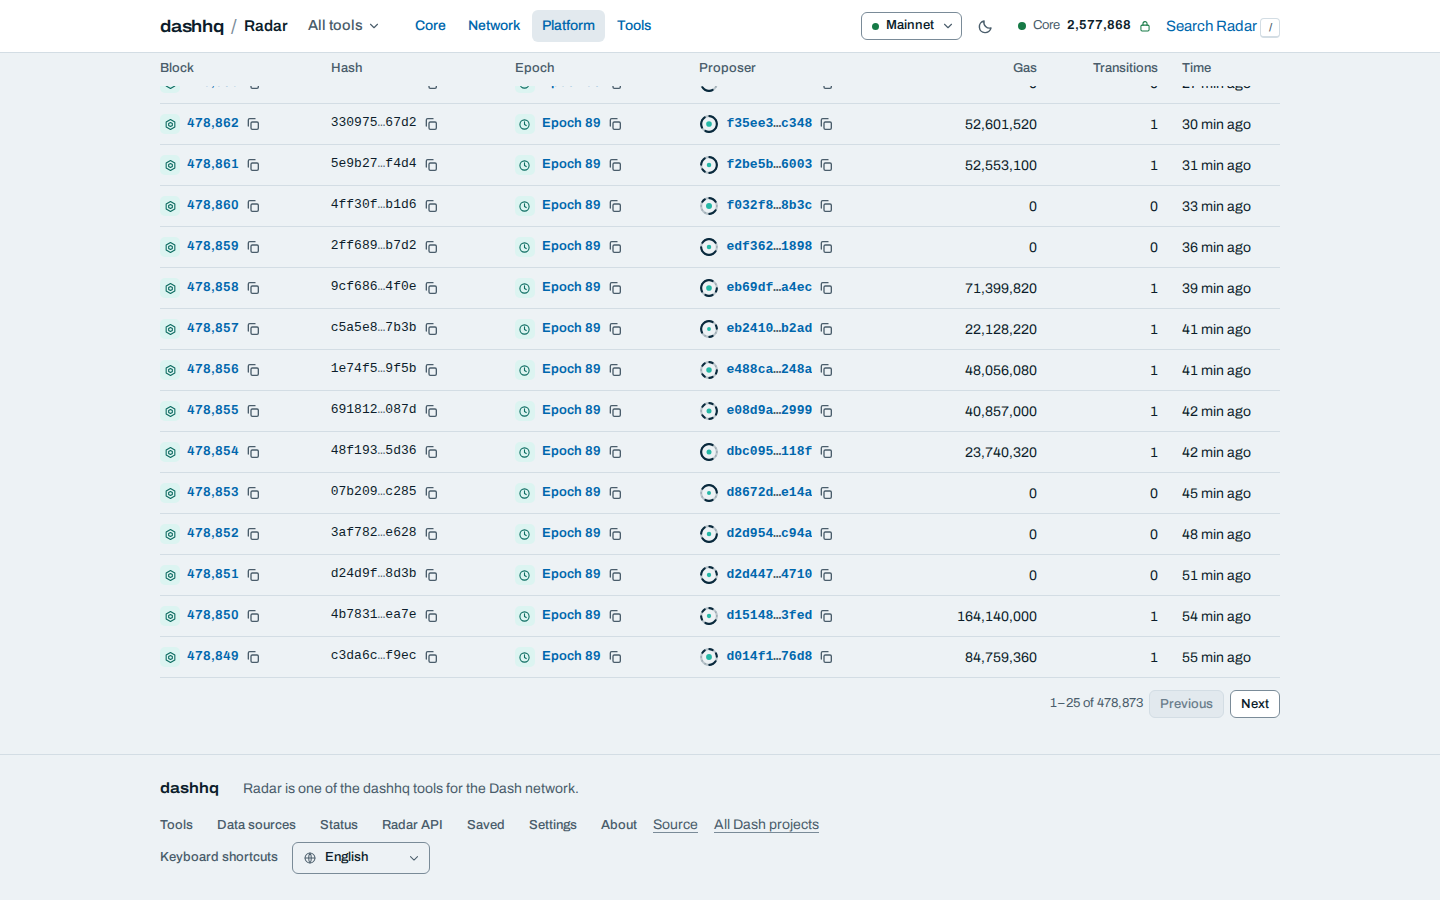 dashhq / Radar All tools Core Network Platform Tools Mainnet Core 2,577,868 Search Radar /
Block Hash Epoch Proposer Gas Transitions Time
478,862 330975…67d2 Epoch 89 f35ee3…c348 52,601,520 1 30 min ago
478,861 5e9b27…f4d4 Epoch 89 f2be5b…6003 52,553,100 1 31 min ago
478,860 4ff30f…b1d6 Epoch 89 f032f8…8b3c 0 0 33 min ago
478,859 2ff689…b7d2 Epoch 89 edf362…1898 0 0 36 min ago
478,858 9cf686…4f0e Epoch 89 eb69df…a4ec 71,399,820 1 39 min ago
478,857 c5a5e8…7b3b Epoch 89 eb2410…b2ad 22,128,220 1 41 min ago
478,856 1e74f5…9f5b Epoch 89 e488ca…248a 48,056,080 1 41 min ago
478,855 691812…087d Epoch 89 e08d9a…2999 40,857,000 1 42 min ago
478,854 48f193…5d36 Epoch 89 dbc095…118f 23,740,320 1 42 min ago
478,853 07b209…c285 Epoch 89 d8672d…e14a 0 0 45 min ago
478,852 3af782…e628 Epoch 89 d2d954…c94a 0 0 48 min ago
478,851 d24d9f…8d3b Epoch 89 d2d447…4710 0 0 51 min ago
478,850 4b7831…ea7e Epoch 89 d15148…3fed 164,140,000 1 54 min ago
478,849 c3da6c…f9ec Epoch 89 d014f1…76d8 84,759,360 1 55 min ago
1–25 of 478,873 Previous Next
dashhq Radar is one of the dashhq tools for the Dash network.
Tools Data sources Status Radar API Saved Settings About Source All Dash projects
Keyboard shortcuts English